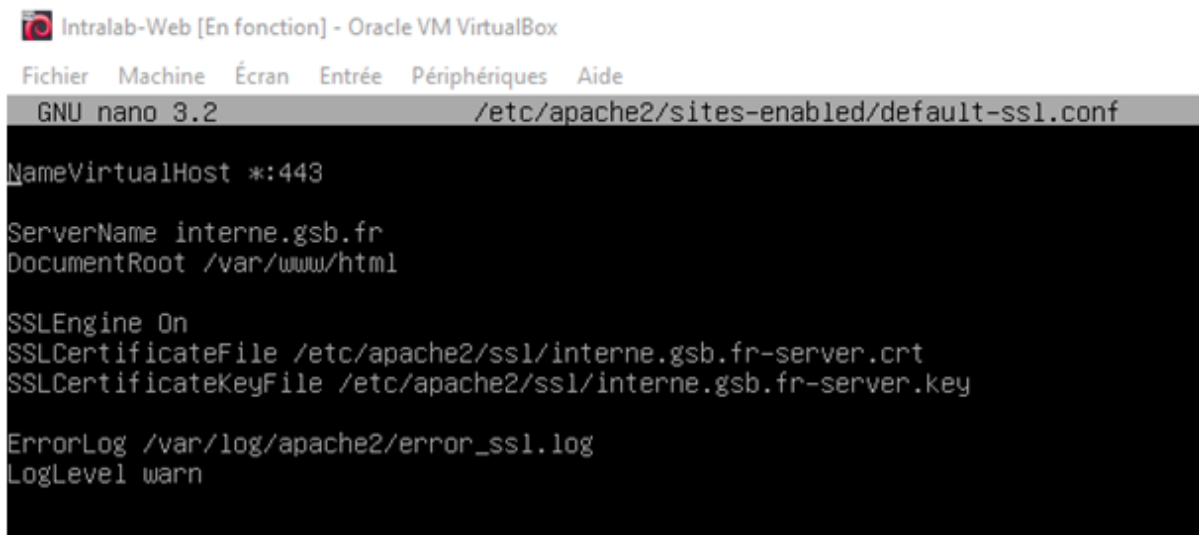 Intralab-Web [En fonction] - Oracle VM VirtualBox
Fichier Machine Écran Entrée Périphériques Aide
GNU nano 3.2 /etc/apache2/sites-enabled/default-ssl.conf
NameVirtualHost *:443
ServerName interne.gsb.fr
DocumentRoot /var/www/html
SSLEngine On
SSLCertificateFile /etc/apache2/ssl/interne.gsb.fr-server.crt
SSLCertificateKeyFile /etc/apache2/ssl/interne.gsb.fr-server.key
ErrorLog /var/log/apache2/error_ssl.log
LogLevel warn